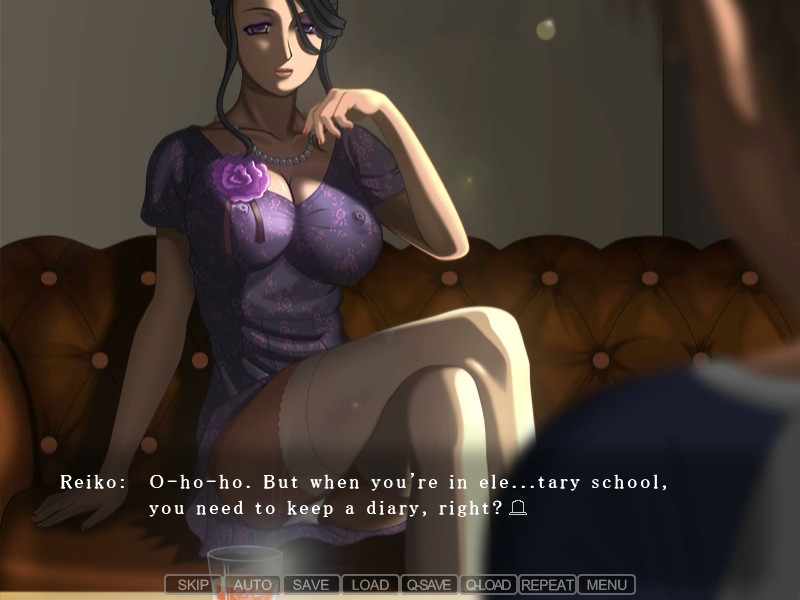 Reiko: O-ho-ho. But when you're in ele...tary school,
you need to keep a diary, right?
SKIP AUTO SAVE LOAD Q-SAVE Q-LOAD REPEAT MENU